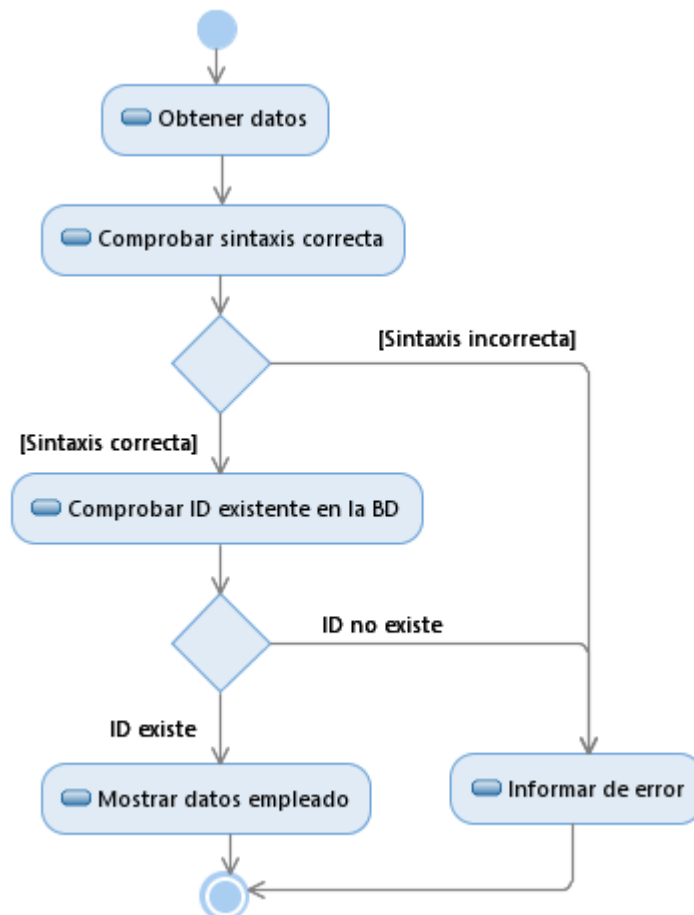 Obtener datos
Comprobar sintaxis correcta
[Sintaxis incorrecta]
[Sintaxis correcta]
Comprobar ID existente en la BD
ID no existe
ID existe
Mostrar datos empleado
Informar de error